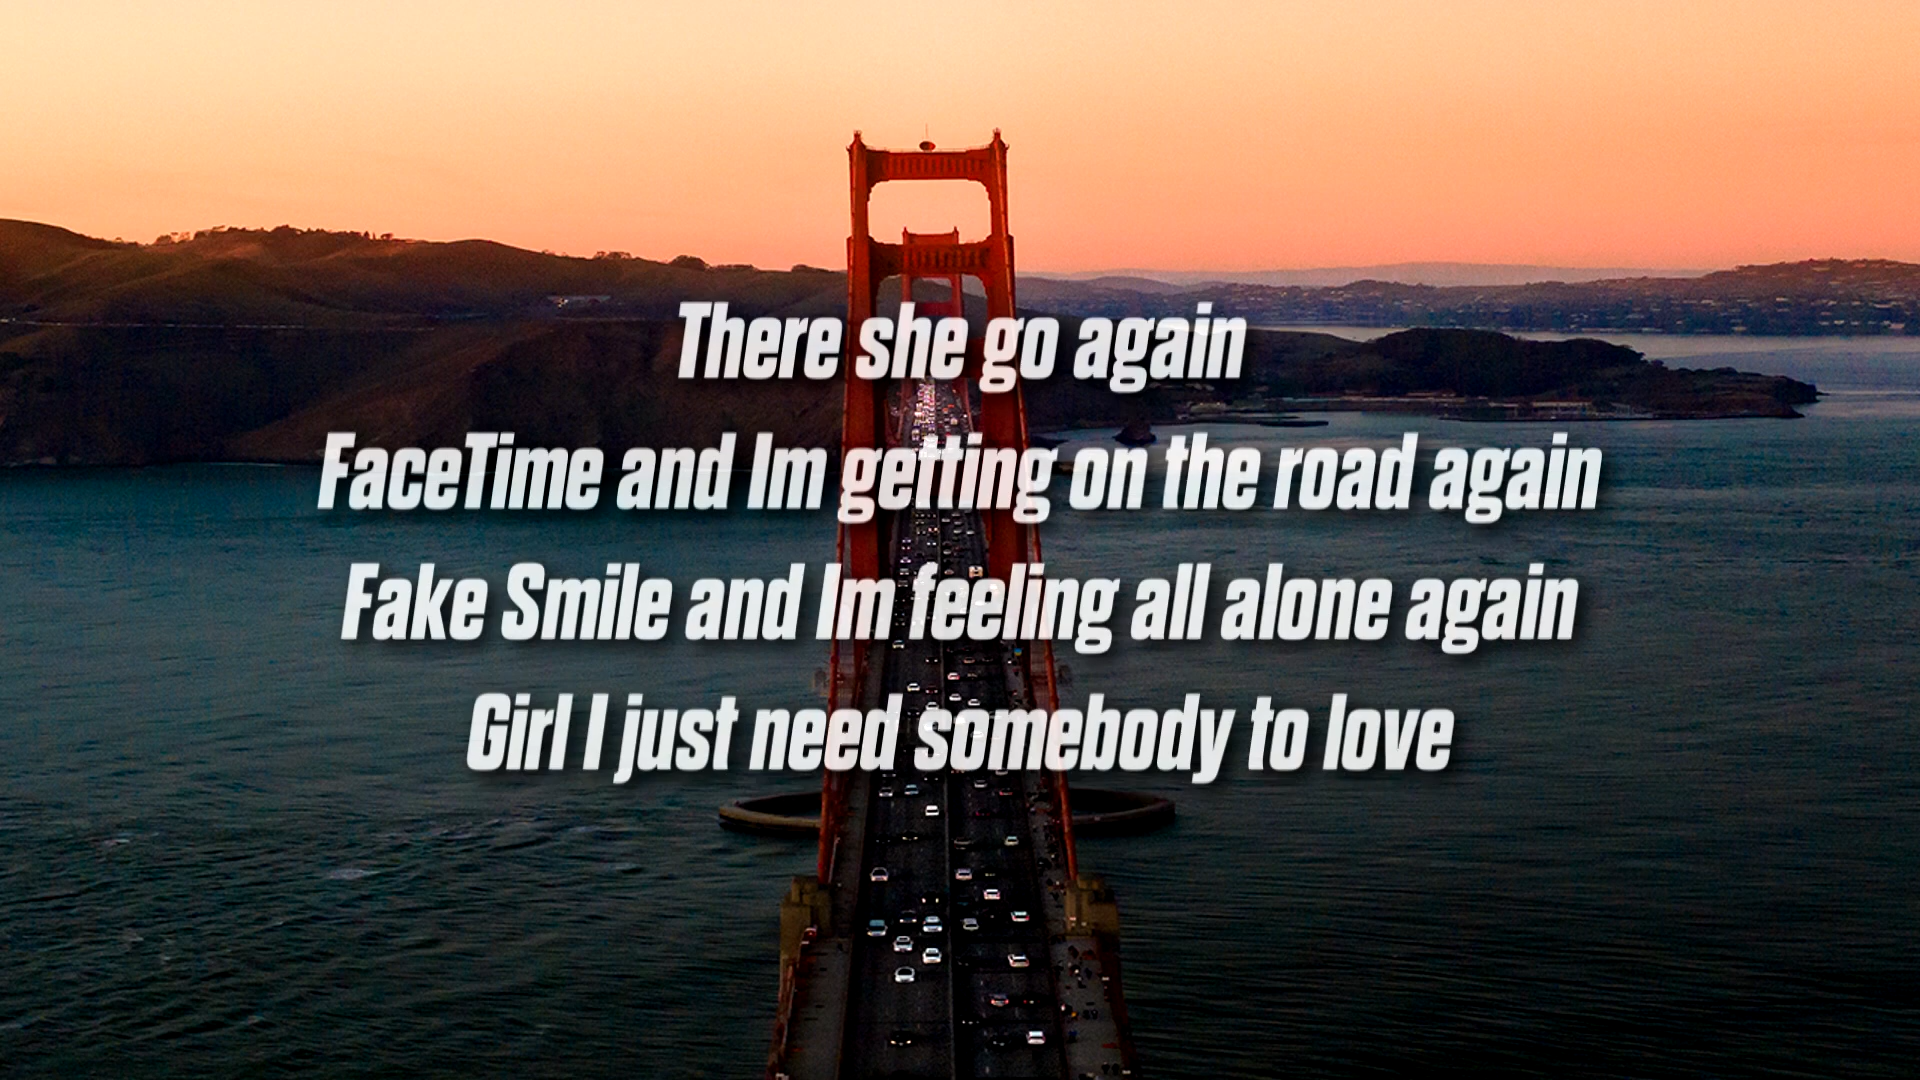 There she go again
FaceTime and Im getting on the road again
Fake Smile and Im feeling all alone again
Girl I just need somebody to love